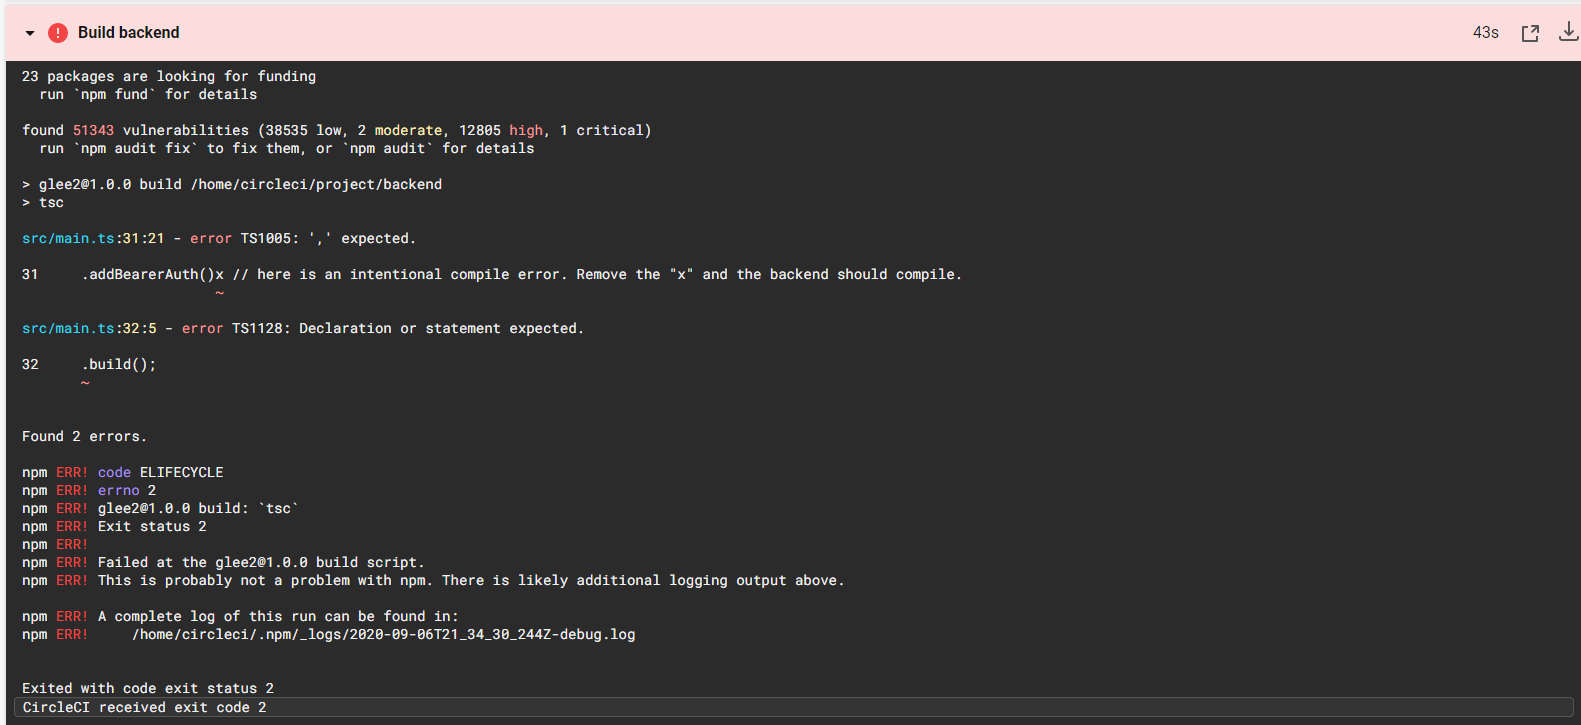 Build backend 43s
23 packages are looking for funding
  run `npm fund` for details

found 51343 vulnerabilities (38535 low, 2 moderate, 12805 high, 1 critical)
  run `npm audit fix` to fix them, or `npm audit` for details

> glee2@1.0.0 build /home/circleci/project/backend
> tsc

src/main.ts:31:21 - error TS1005: ',' expected.

31     .addBearerAuth()x // here is an intentional compile error. Remove the "x" and the backend should compile.
                       ~

src/main.ts:32:5 - error TS1128: Declaration or statement expected.

32     .build();
       ~


Found 2 errors.

npm ERR! code ELIFECYCLE
npm ERR! errno 2
npm ERR! glee2@1.0.0 build: `tsc`
npm ERR! Exit status 2
npm ERR!
npm ERR! Failed at the glee2@1.0.0 build script.
npm ERR! This is probably not a problem with npm. There is likely additional logging output above.

npm ERR! A complete log of this run can be found in:
npm ERR!     /home/circleci/.npm/_logs/2020-09-06T21_34_30_244Z-debug.log


Exited with code exit status 2
CircleCI received exit code 2